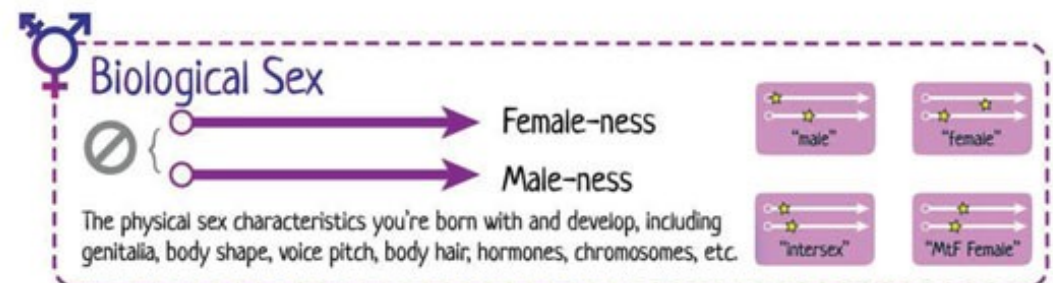 Biological Sex
Female-ness
Male-ness
The physical sex characteristics you're born with and develop, including
genitalia, body shape, voice pitch, body hair, hormones, chromosomes, etc.
"male"
"female"
"intersex"
"MtF Female"